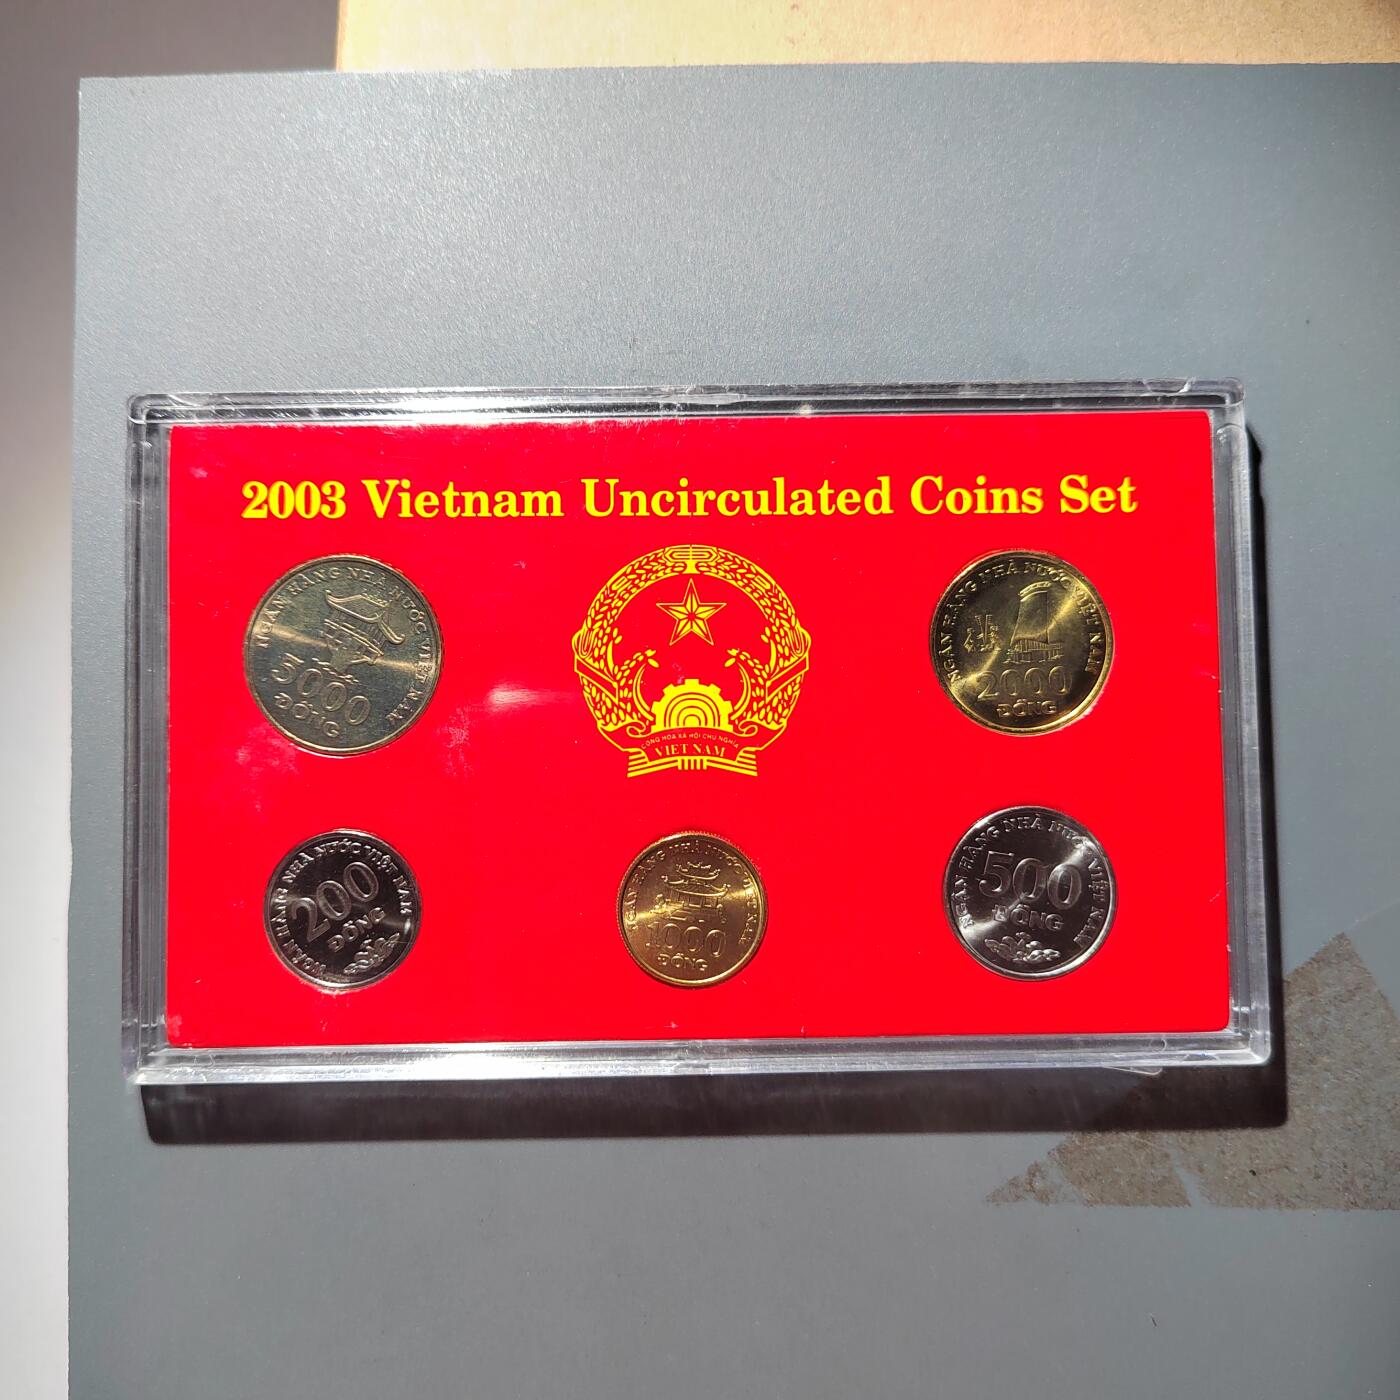 2003 Vietnam Uncirculated Coins Set
NGÂN HÀNG NHÀ NƯỚC VIỆT NAM
5000
ĐỒNG
CỘNG HÒA XÃ HỘI CHỦ NGHĨA
VIỆT NAM
NGÂN HÀNG NHÀ NƯỚC VIỆT NAM
2000
ĐỒNG
NGÂN HÀNG NHÀ NƯỚC VIỆT NAM
200
ĐỒNG
NGÂN HÀNG NHÀ NƯỚC VIỆT NAM
1000
ĐỒNG
NGÂN HÀNG NHÀ NƯỚC VIỆT NAM
500
ĐỒNG